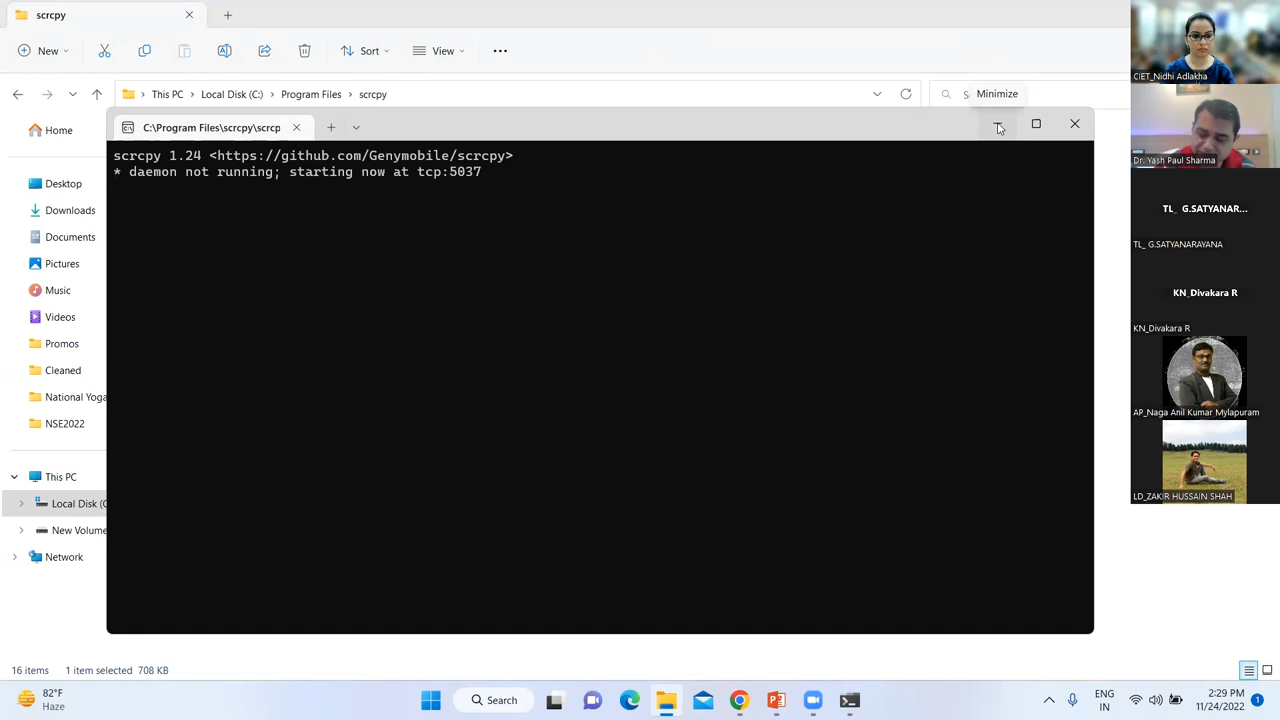 scrcpy
New
Sort
View
This PC
Local Disk (C:)
Program Files
scrcpy
S
Minimize
Home
C:\Program Files\scrcpy\scrcp
scrcpy 1.24 <https://github.com/Genymobile/scrcpy>
* daemon not running; starting now at tcp:5037
Desktop
Downloads
Documents
Pictures
Music
Videos
Promos
Cleaned
National Yoga
NSE2022
This PC
Local Disk (C
New Volume
Network
16 items
1 item selected 708 KB
CIET_Nidhi Adlakha
Dr. Yash Paul Sharma
TL_ G.SATYANAR...
TL_ G.SATYANARAYANA
KN_Divakara R
KN_Divakara R
AP_Naga Anil Kumar Mylapuram
LD_ZAKIR HUSSAIN SHAH
82°F
Haze
Search
ENG
IN
2:29 PM
11/24/2022
1